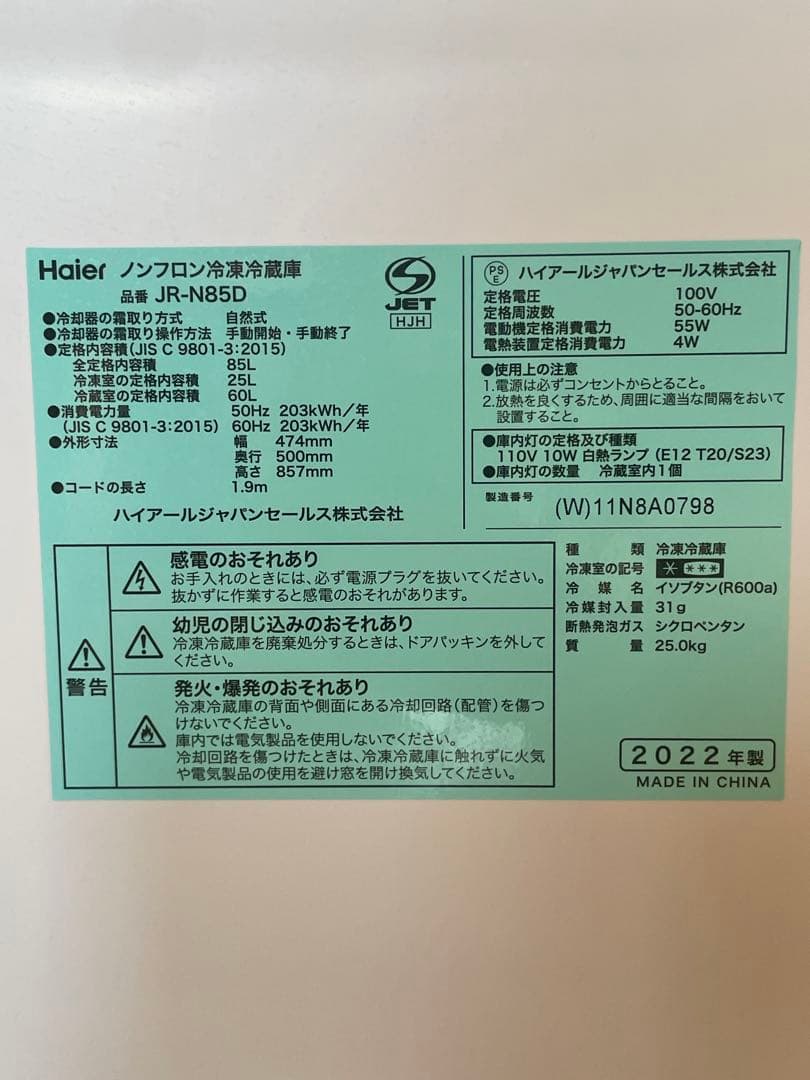 Haier ノンフロン冷凍冷蔵庫
品番 JR-N85D
JET
HJH
●冷却器の霜取り方式 自然式
●冷却器の霜取り操作方法 手動開始・手動終了
●定格内容積(JIS C 9801-3:2015)
全定格内容積 85L
冷凍室の定格内容積 25L
冷蔵室の定格内容積 60L
●消費電力量 50Hz 203kWh/年
(JIS C 9801-3:2015) 60Hz 203kWh/年
●外形寸法 幅 474mm
奥行 500mm
高さ 857mm
●コードの長さ 1.9m
ハイアールジャパンセールス株式会社
PS
E
ハイアールジャパンセールス株式会社
定格電圧 100V
定格周波数 50-60Hz
電動機定格消費電力 55W
電熱装置定格消費電力 4W
●使用上の注意
1.電源は必ずコンセントからとること。
2.放熱を良くするため、周囲に適当な間隔をおいて
設置すること。
●庫内灯の定格及び種類
110V 10W 白熱ランプ(E12 T20/S23)
●庫内灯の数量 冷蔵室内1個
製造番号 (W)11N8A0798
警告
感電のおそれあり
お手入れのときには、必ず電源プラグを抜いてください。
抜かずに作業すると感電のおそれがあります。
幼児の閉じ込みのおそれあり
冷凍冷蔵庫を廃棄処分するときは、ドアパッキンを外して
ください。
発火・爆発のおそれあり
冷凍冷蔵庫の背面や側面にある冷却回路(配管)を傷つ
けないでください。
庫内では電気製品を使用しないでください。
冷却回路を傷つけたときは、冷凍冷蔵庫に触れずに火気
や電気製品の使用を避け窓を開け換気してください。
種類 冷凍冷蔵庫
冷凍室の記号 * ***
冷媒名 イソブタン(R600a)
冷媒封入量 31g
断熱発泡ガス シクロペンタン
質量 25.0kg
2022年製
MADE IN CHINA